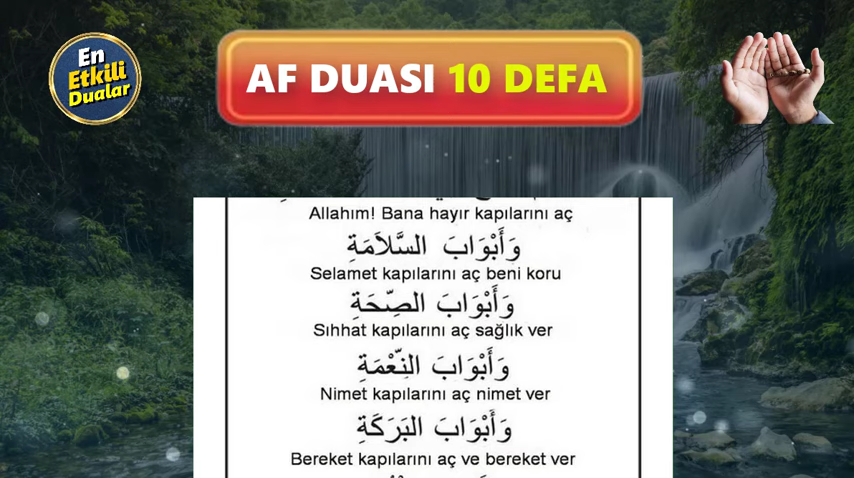 En
Etkili
Dualar
AF DUASI 10 DEFA
Allahım! Bana hayır kapılarını aç
وَأَبْوَابَ السَّلاَمَةِ
Selamet kapılarını aç beni koru
وَأَبْوَابَ الصِّحَةِ
Sıhhat kapılarını aç sağlık ver
وَأَبْوَابَ النِّعْمَةِ
Nimet kapılarını aç nimet ver
وَأَبْوَابَ البَرَكَةِ
Bereket kapılarını aç ve bereket ver